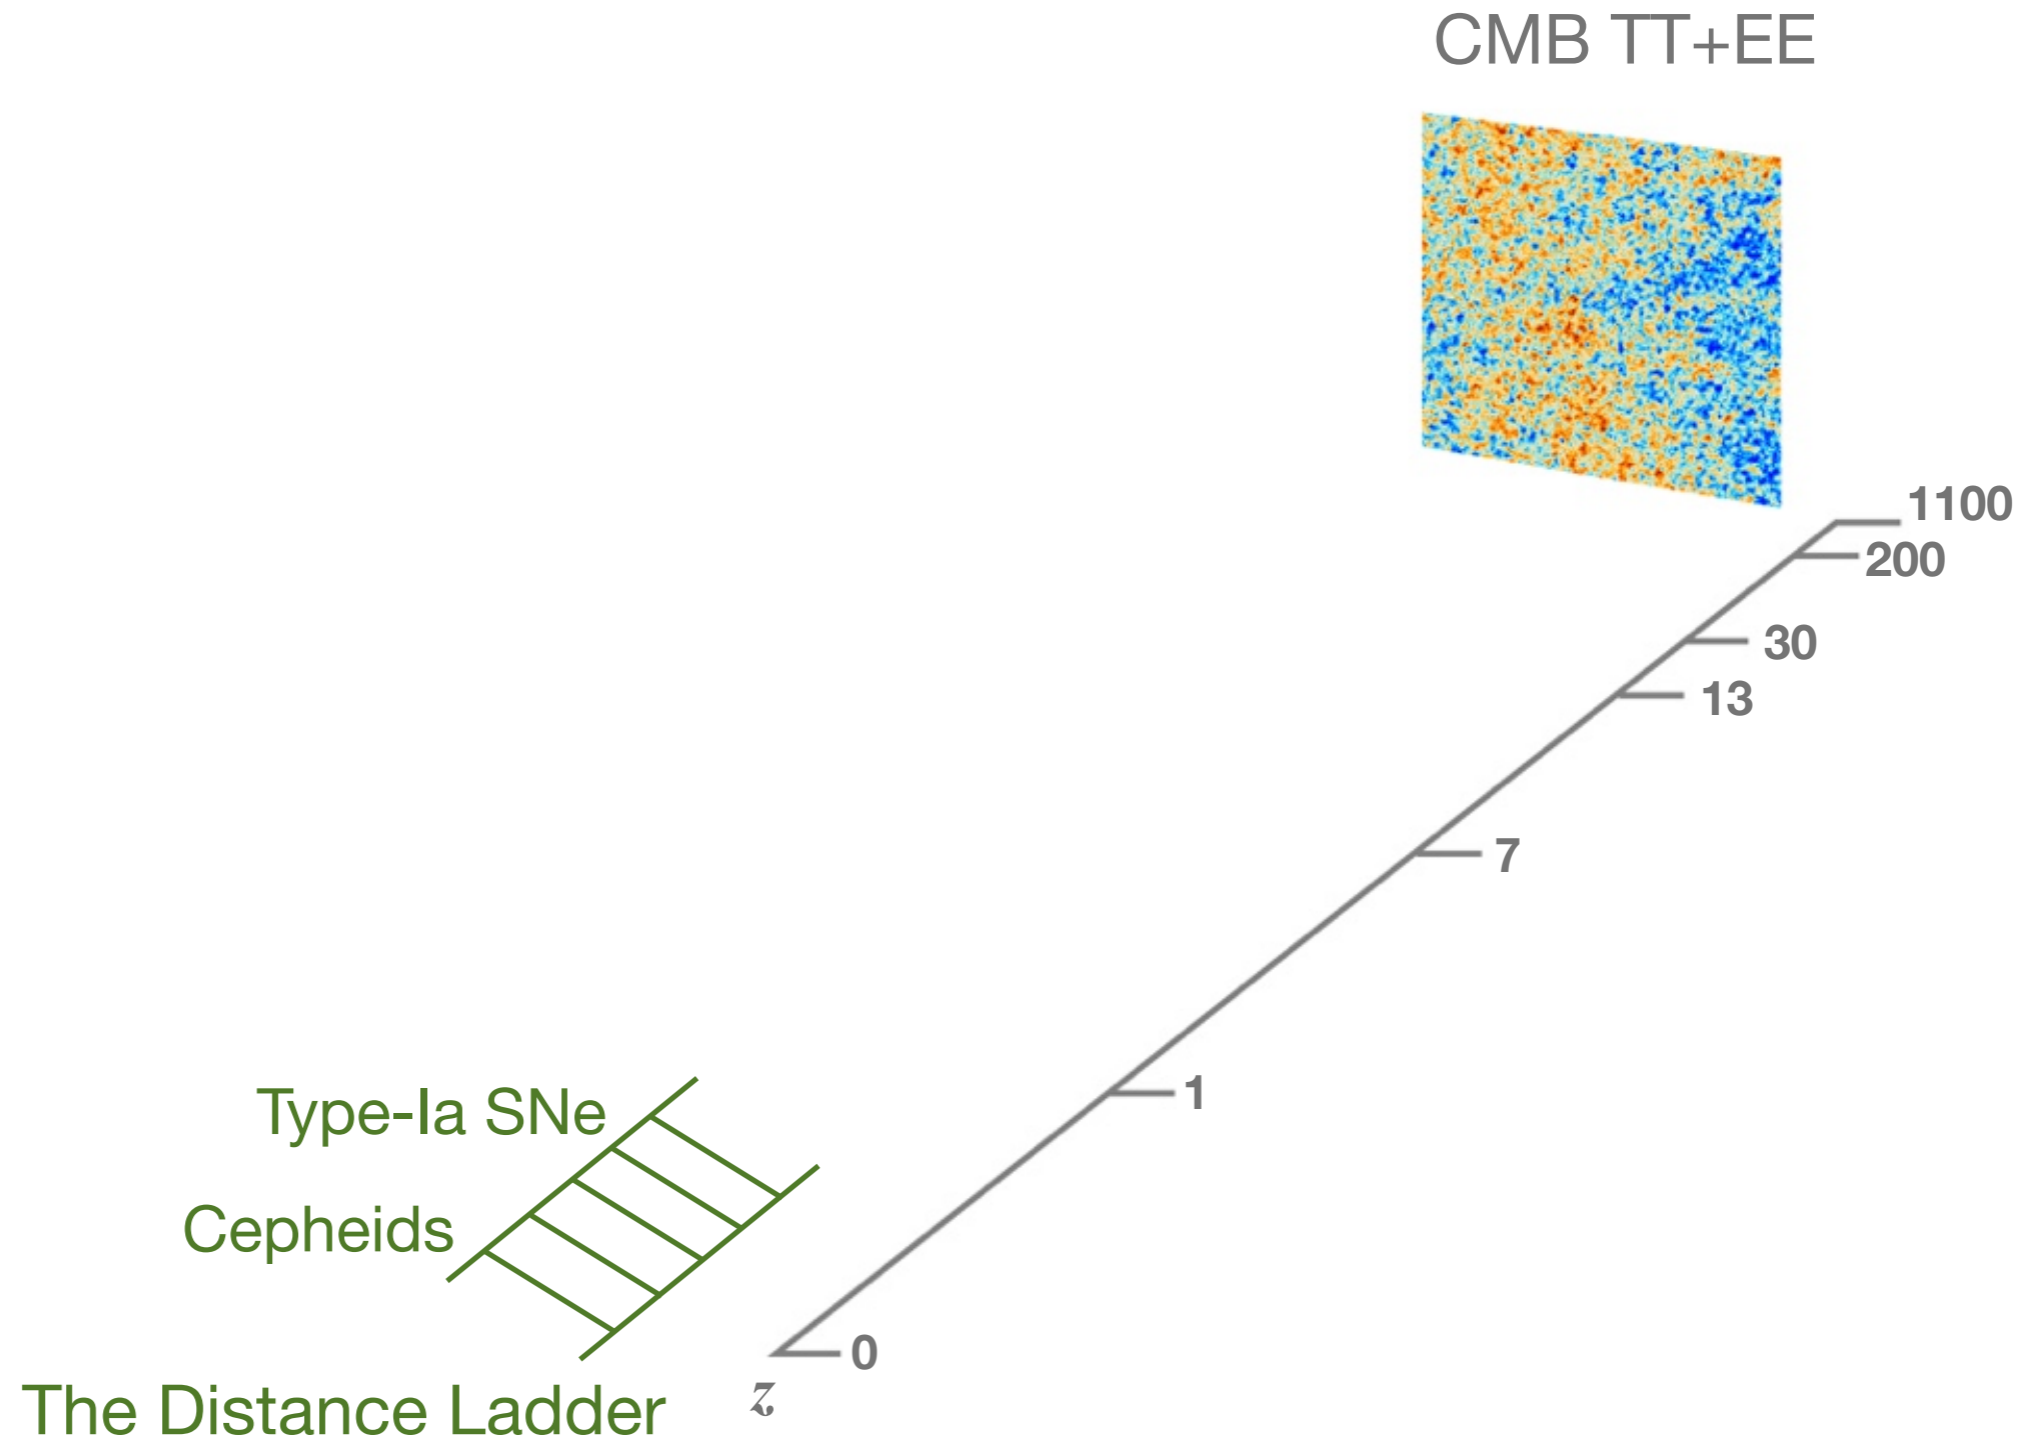 CMB TT+EE
1100
200
30
13
7
1
Type-Ia SNe
Cepheids
0
z
The Distance Ladder